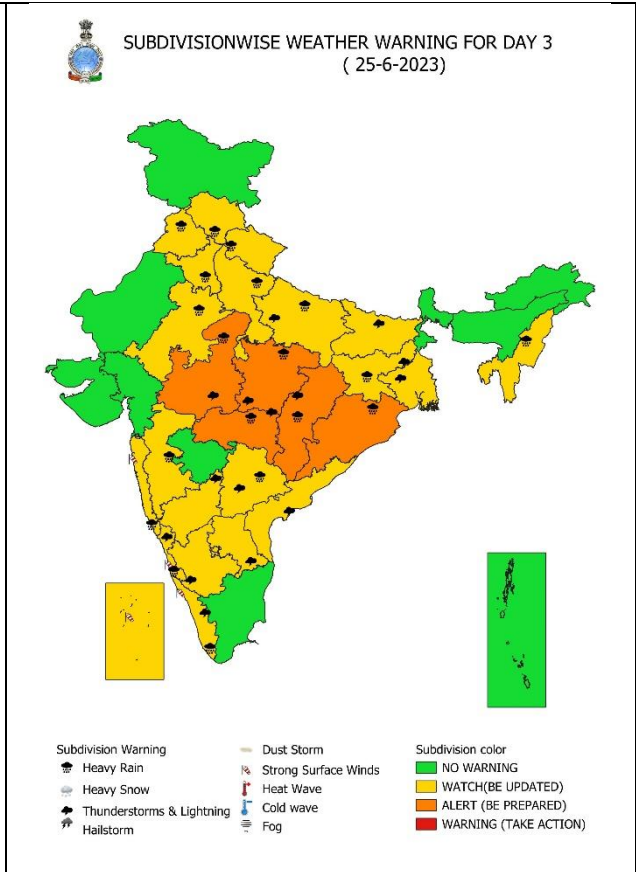 SUBDIVISIONWISE WEATHER WARNING FOR DAY 3
( 25-6-2023)
Subdivision Warning
Heavy Rain
Heavy Snow
Thunderstorms & Lightning
Hailstorm
Dust Storm
Strong Surface Winds
Heat Wave
Cold wave
Fog
Subdivision color
NO WARNING
WATCH(BE UPDATED)
ALERT (BE PREPARED)
WARNING (TAKE ACTION)